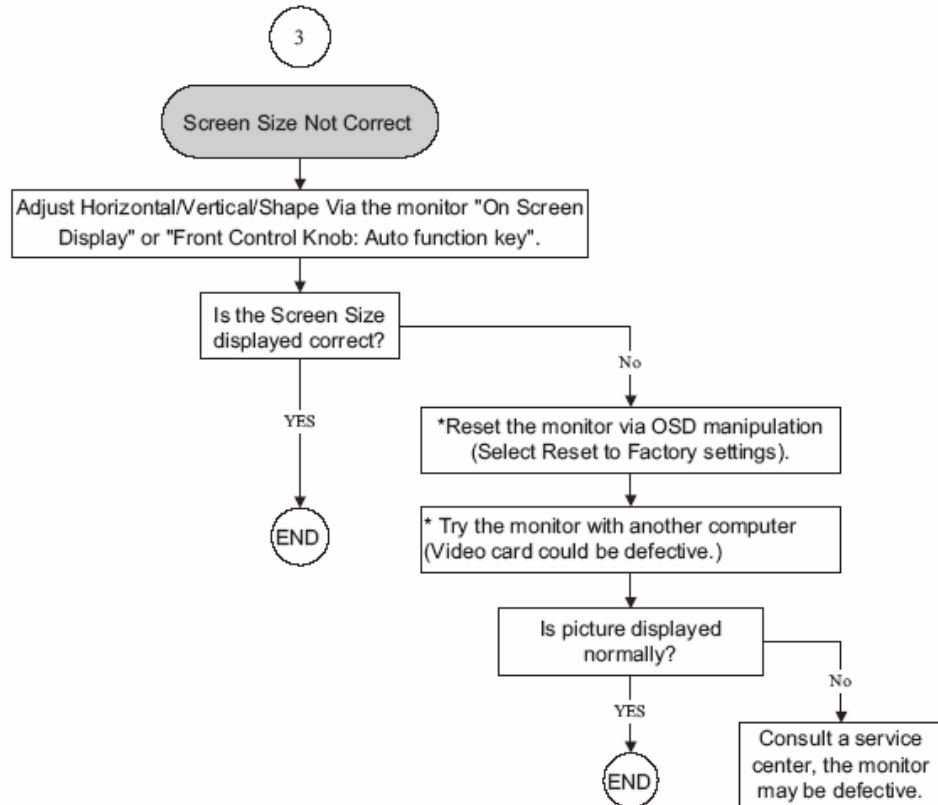 3
Screen Size Not Correct
Adjust Horizontal/Vertical/Shape Via the monitor "On Screen
Display" or "Front Control Knob: Auto function key".
Is the Screen Size
displayed correct?
No
YES
*Reset the monitor via OSD manipulation
(Select Reset to Factory settings).
END
* Try the monitor with another computer
(Video card could be defective.)
Is picture displayed
normally?
No
YES
Consult a service
center, the monitor
may be defective.
END